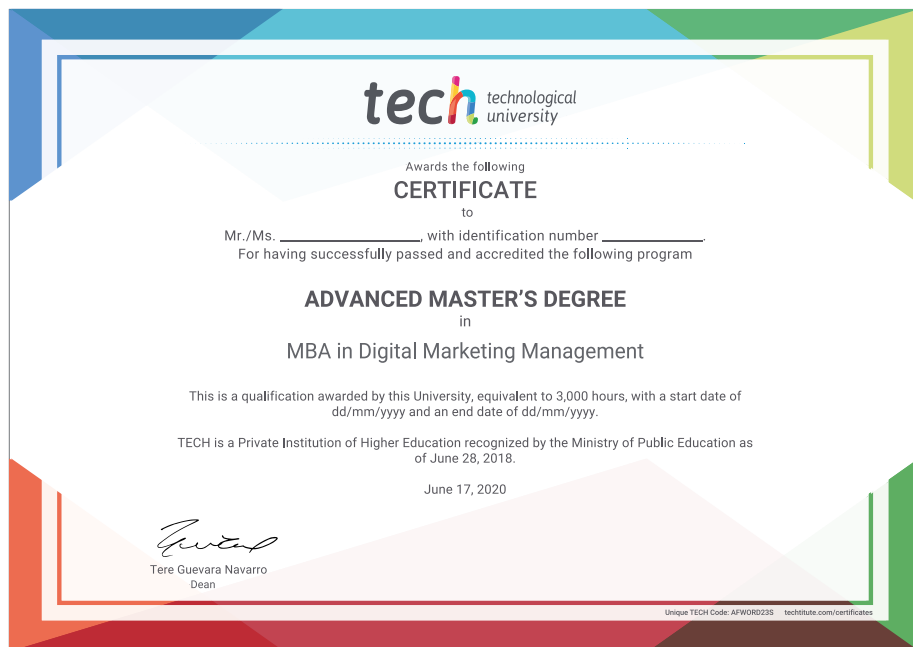 tech technological
university
Awards the following
CERTIFICATE
to
Mr./Ms. ____________________, with identification number ______________.
For having successfully passed and accredited the following program
ADVANCED MASTER’S DEGREE
in
MBA in Digital Marketing Management
This is a qualification awarded by this University, equivalent to 3,000 hours, with a start date of
dd/mm/yyyy and an end date of dd/mm/yyyy.
TECH is a Private Institution of Higher Education recognized by the Ministry of Public Education as
of June 28, 2018.
June 17, 2020
Tere Guevara Navarro
Dean
Unique TECH Code: AFWORD23S techtitute.com/certificates